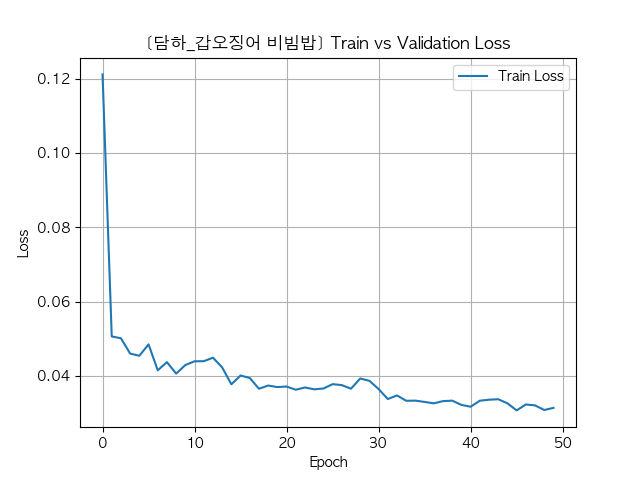 [담하_갑오징어 비빔밥] Train vs Validation Loss
Train Loss
0.12
0.10
0.08
0.06
0.04
Loss
0 10 20 30 40 50
Epoch